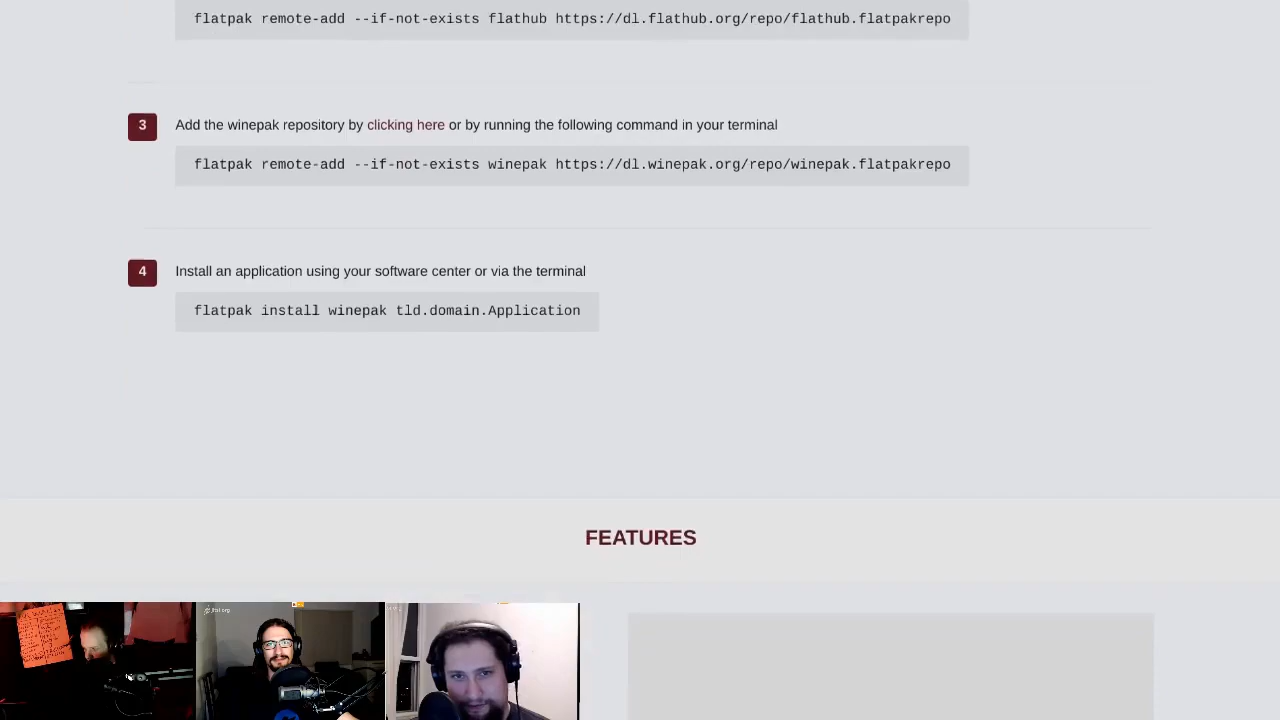 flatpak remote-add --if-not-exists flathub https://dl.flathub.org/repo/flathub.flatpakrepo
3
Add the winepak repository by clicking here or by running the following command in your terminal
flatpak remote-add --if-not-exists winepak https://dl.winepak.org/repo/winepak.flatpakrepo
4
Install an application using your software center or via the terminal
flatpak install winepak tld.domain.Application
FEATURES